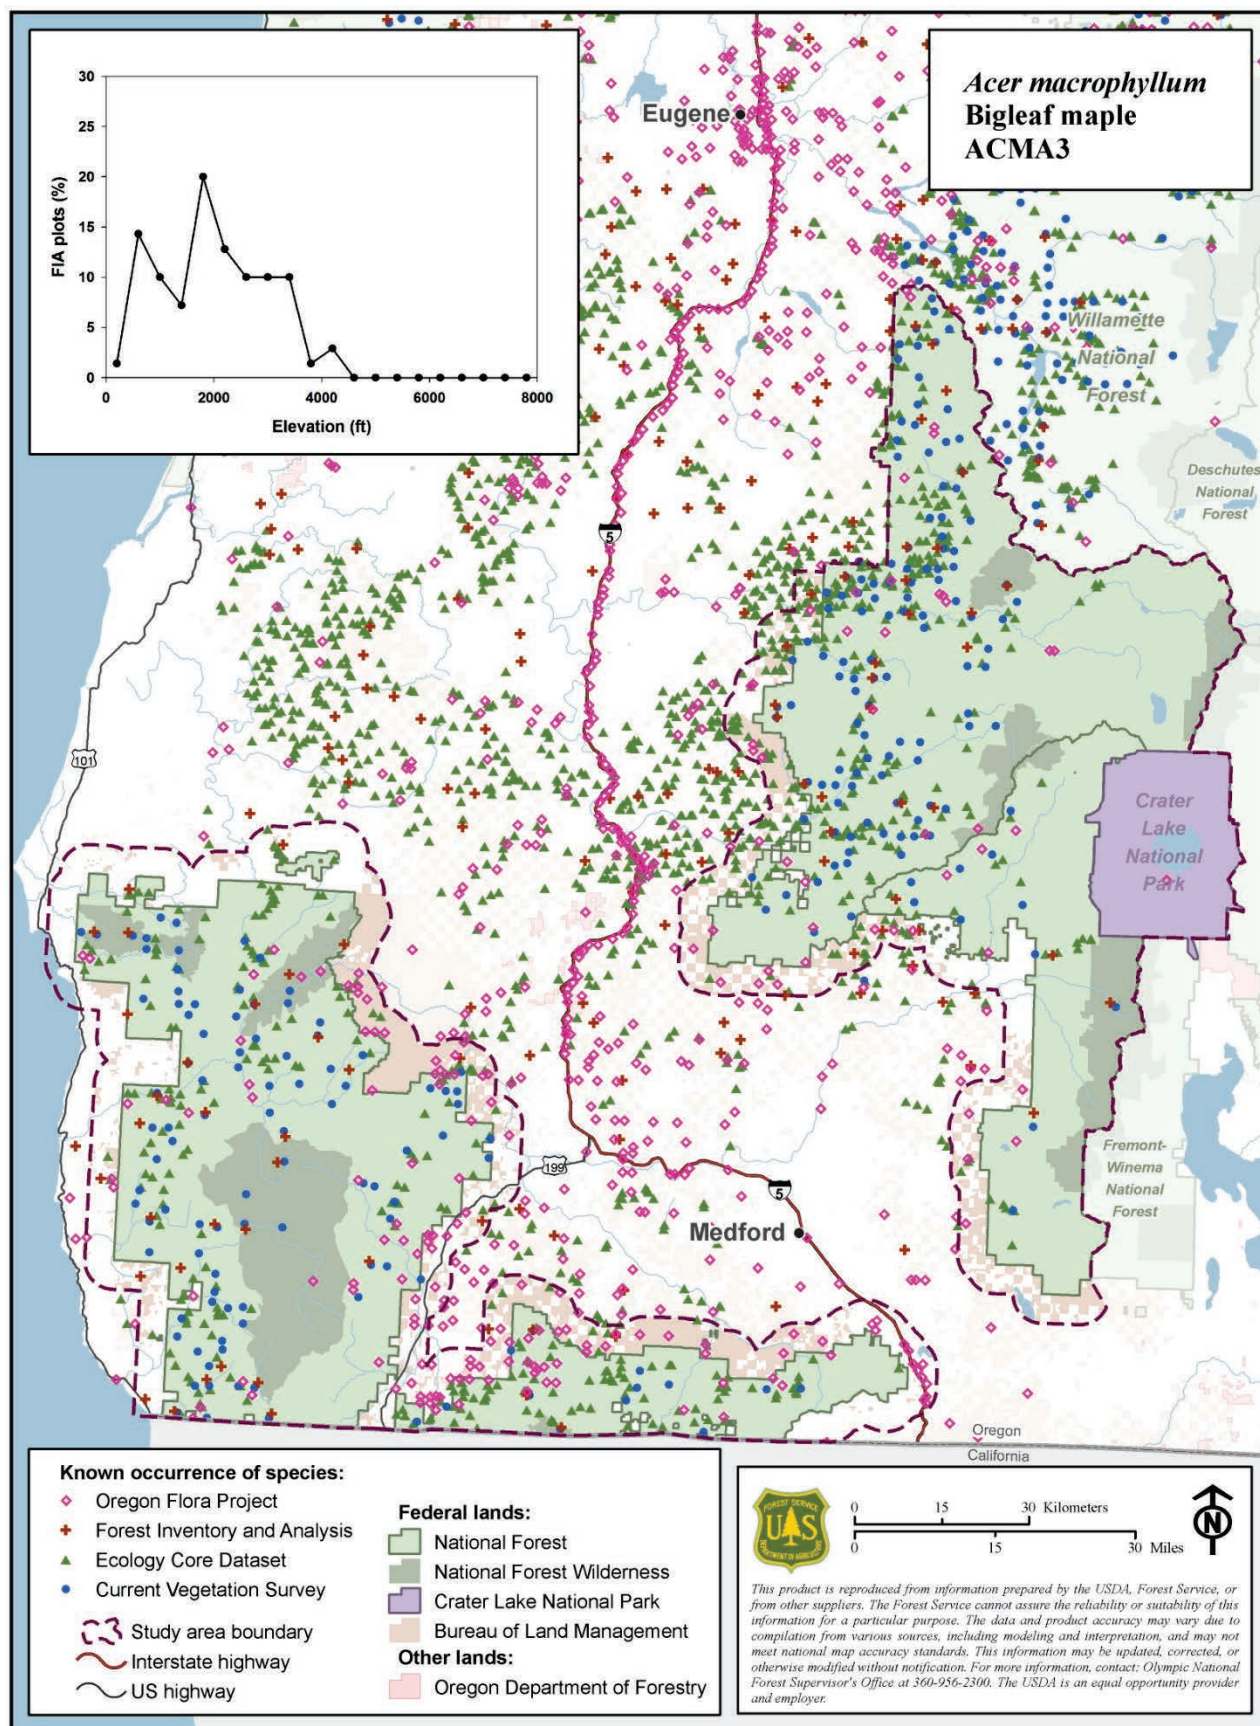 Acer macrophyllum
Bigleaf maple
ACMA3
30
25
20
15
10
5
0
FIA plots (%)
0 2000 4000 6000 8000
Elevation (ft)
Eugene
Willamette
National
Forest
Deschutes
National
Forest
5
101
Crater
Lake
National
Park
199
5
Medford
Fremont-
Winema
National
Forest
Oregon
California
Known occurrence of species:
Oregon Flora Project
Forest Inventory and Analysis
Ecology Core Dataset
Current Vegetation Survey
Study area boundary
Interstate highway
US highway
Federal lands:
National Forest
National Forest Wilderness
Crater Lake National Park
Bureau of Land Management
Other lands:
Oregon Department of Forestry
FOREST SERVICE
U S
DEPARTMENT OF AGRICULTURE
0 15 30 Kilometers
0 15 30 Miles
N
This product is reproduced from information prepared by the USDA, Forest Service, or
from other suppliers. The Forest Service cannot assure the reliability or suitability of this
information for a particular purpose. The data and product accuracy may vary due to
compilation from various sources, including modeling and interpretation, and may not
meet national map accuracy standards. This information may be updated, corrected, or
otherwise modified without notification. For more information, contact: Olympic National
Forest Supervisor's Office at 360-956-2300. The USDA is an equal opportunity provider
and employer.